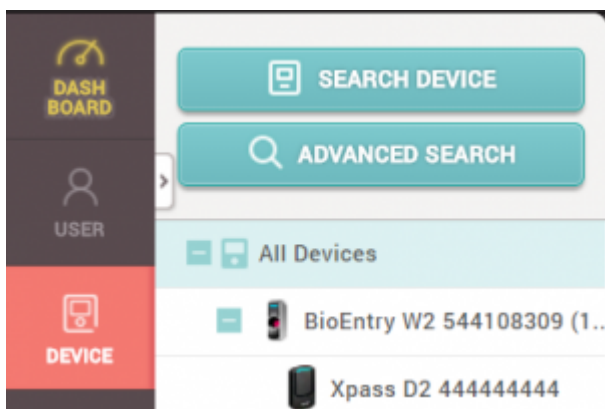 DASH
BOARD
SEARCH DEVICE
ADVANCED SEARCH
USER
All Devices
DEVICE
BioEntry W2 544108309 (1...
Xpass D2 444444444